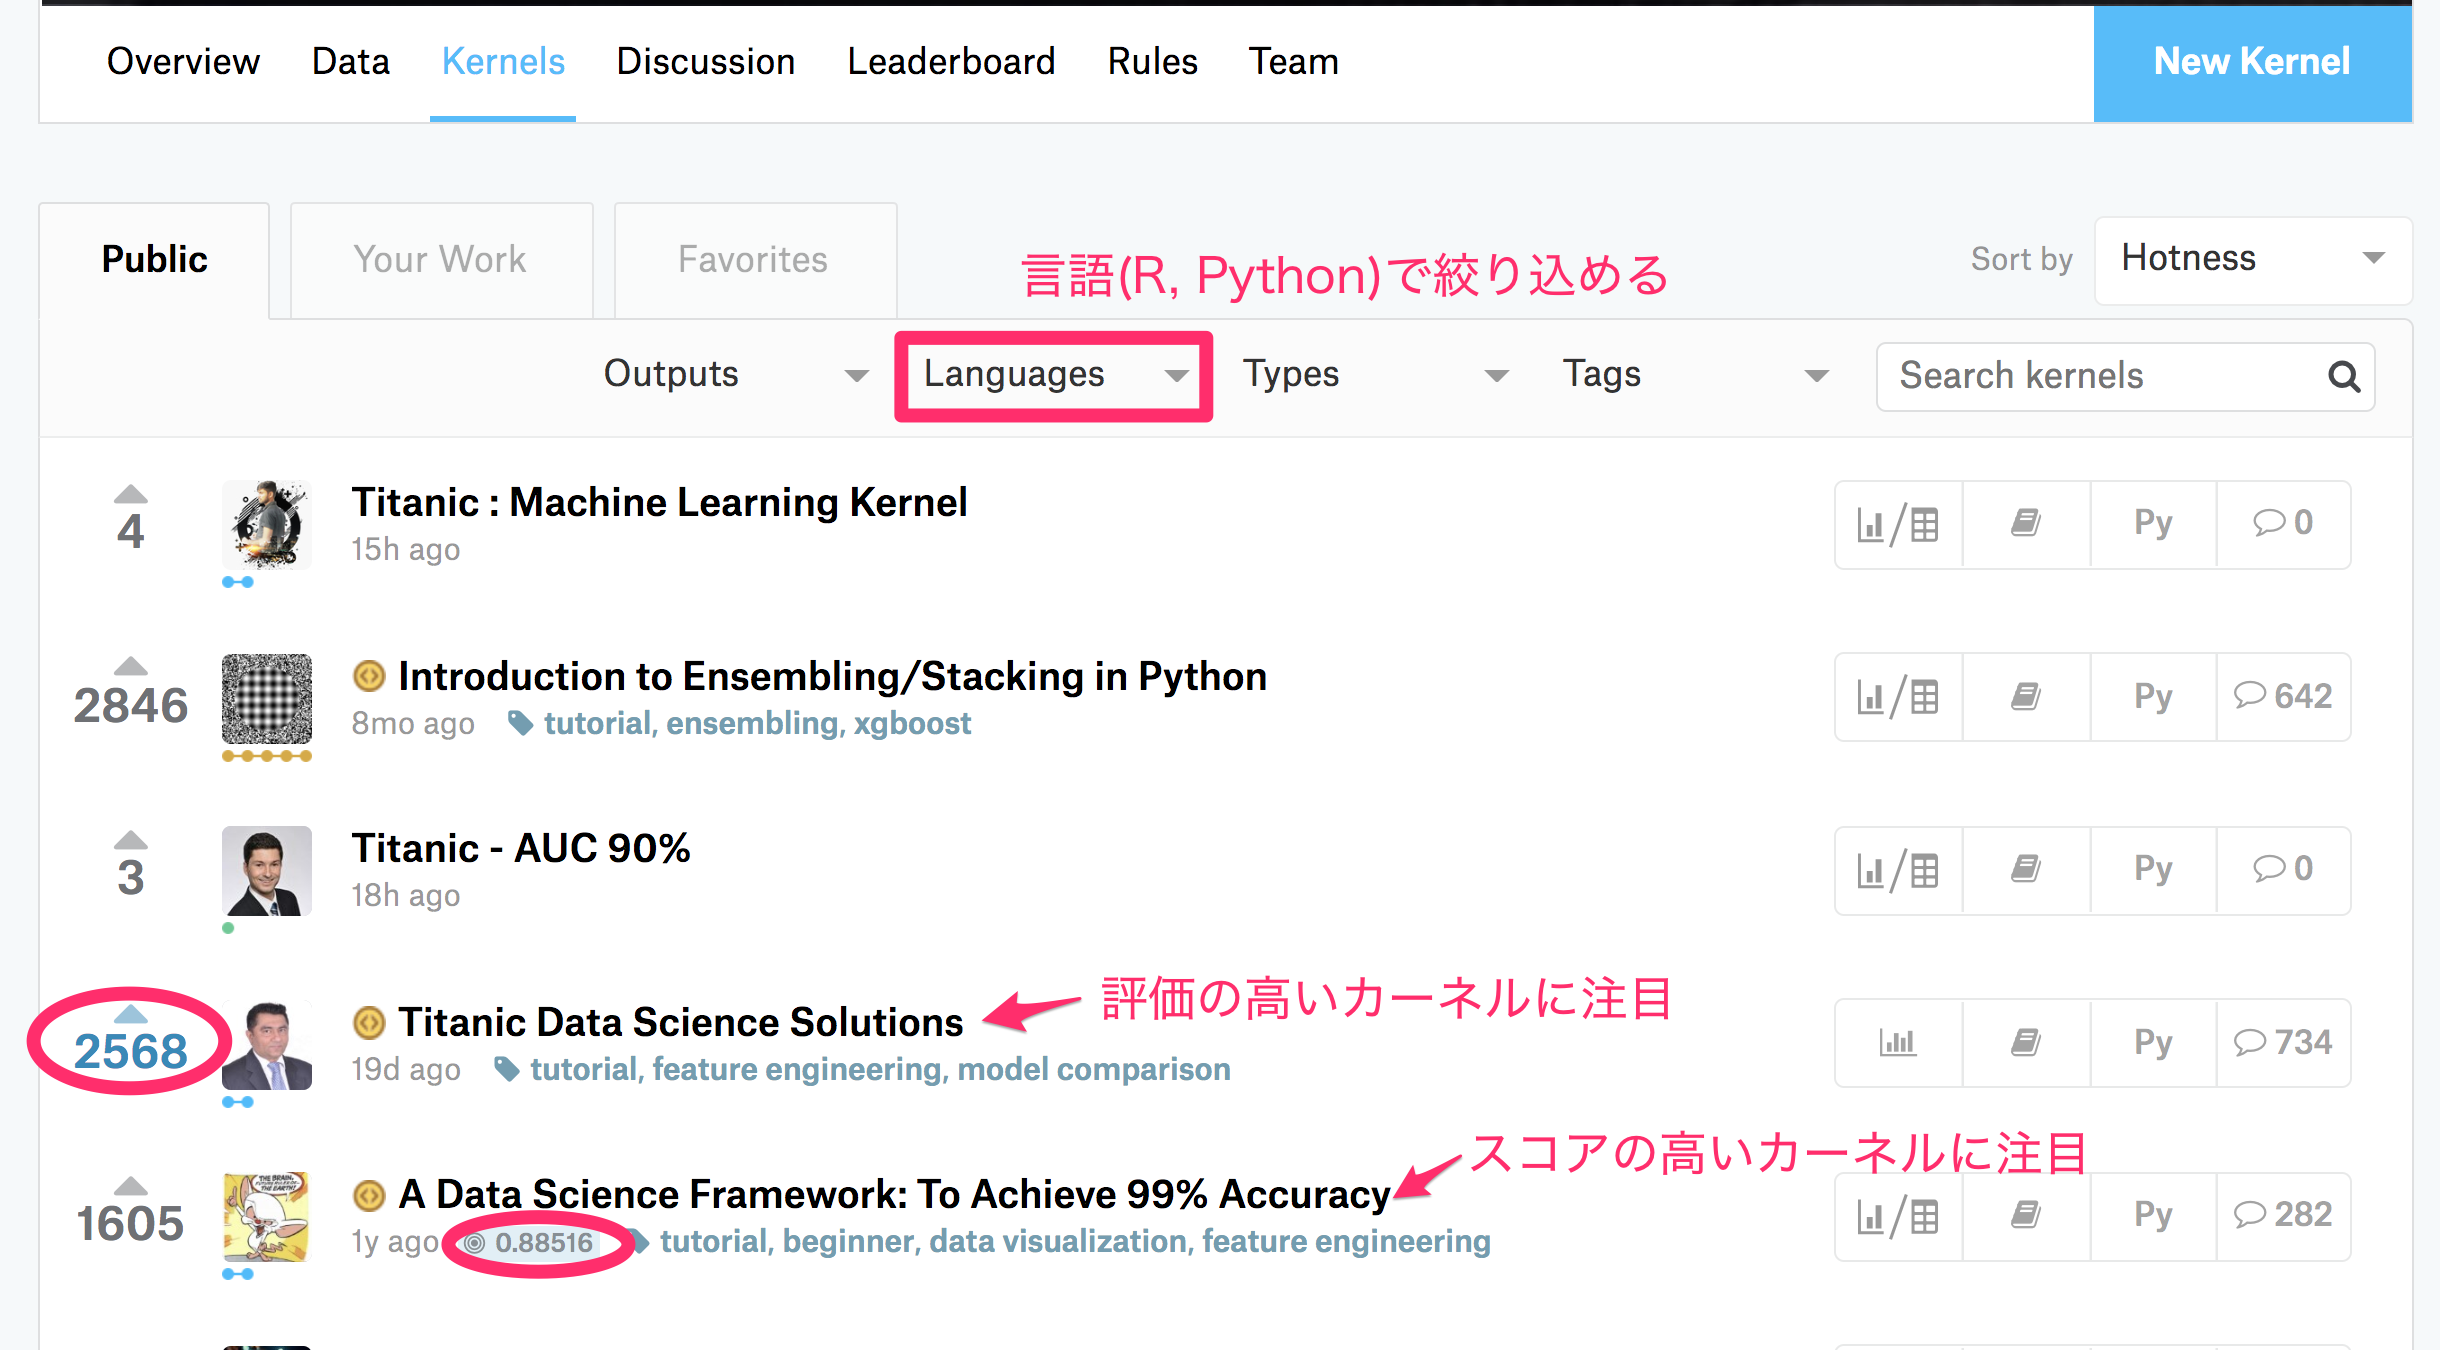 Overview Data Kernels Discussion Leaderboard Rules Team New Kernel
Public Your Work Favorites Sort by Hotness
言語(R, Python)で絞り込める
Outputs Languages Types Tags Search kernels
4 Titanic : Machine Learning Kernel
15h ago
Py 0
2846 Introduction to Ensembling/Stacking in Python
8mo ago tutorial, ensembling, xgboost
Py 642
3 Titanic - AUC 90%
18h ago
Py 0
2568 Titanic Data Science Solutions
評価の高いカーネルに注目
19d ago tutorial, feature engineering, model comparison
Py 734
スコアの高いカーネルに注目
1605 A Data Science Framework: To Achieve 99% Accuracy
1y ago 0.88516 tutorial, beginner, data visualization, feature engineering
Py 282